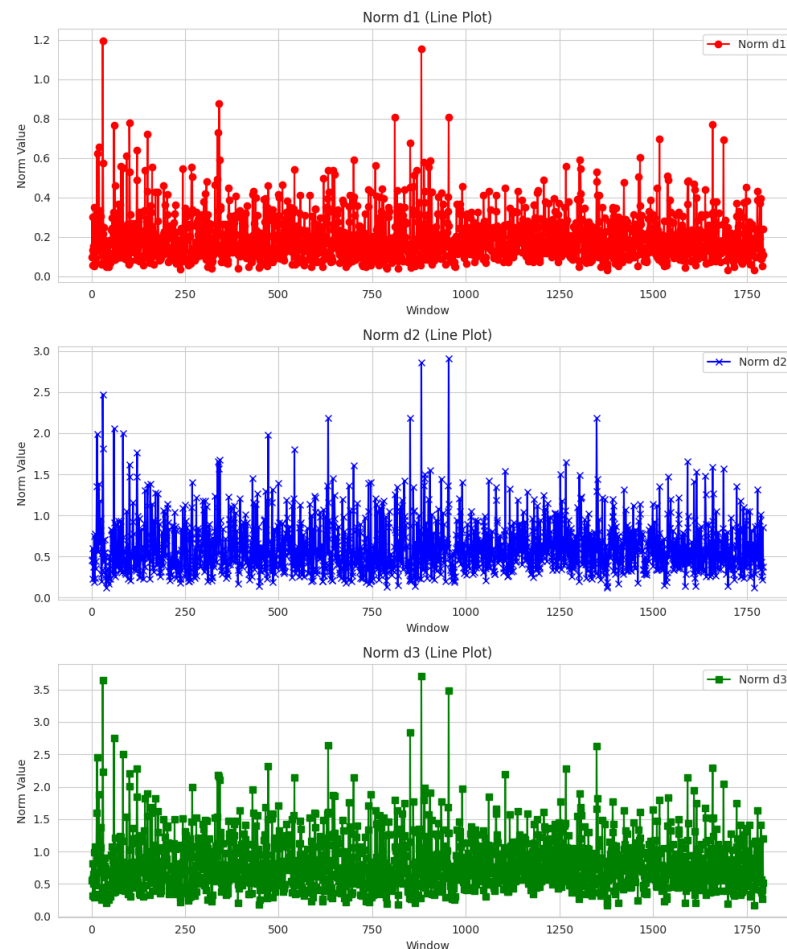 Norm d1 (Line Plot)
Norm d1
1.2
1.0
0.8
0.6
0.4
0.2
0.0
Norm Value
0 250 500 750 1000 1250 1500 1750
Window
Norm d2 (Line Plot)
Norm d2
3.0
2.5
2.0
1.5
1.0
0.5
0.0
Norm Value
0 250 500 750 1000 1250 1500 1750
Window
Norm d3 (Line Plot)
Norm d3
3.5
3.0
2.5
2.0
1.5
1.0
0.5
0.0
Norm Value
0 250 500 750 1000 1250 1500 1750
Window